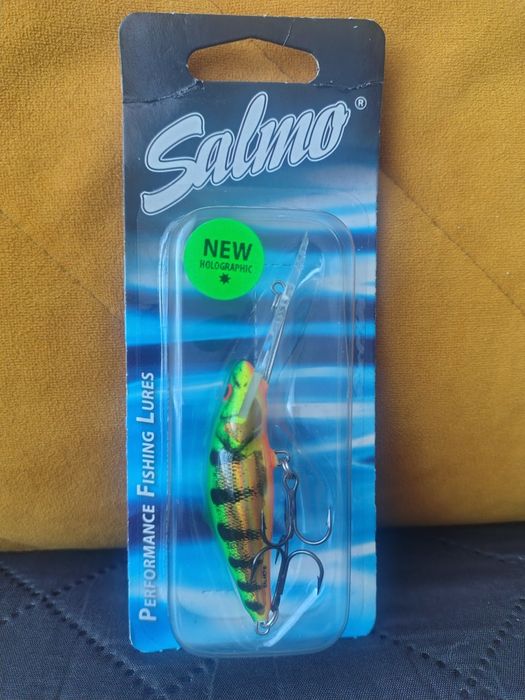 Salmo®
NEW
HOLOGRAPHIC
PERFORMANCE FISHING LURES